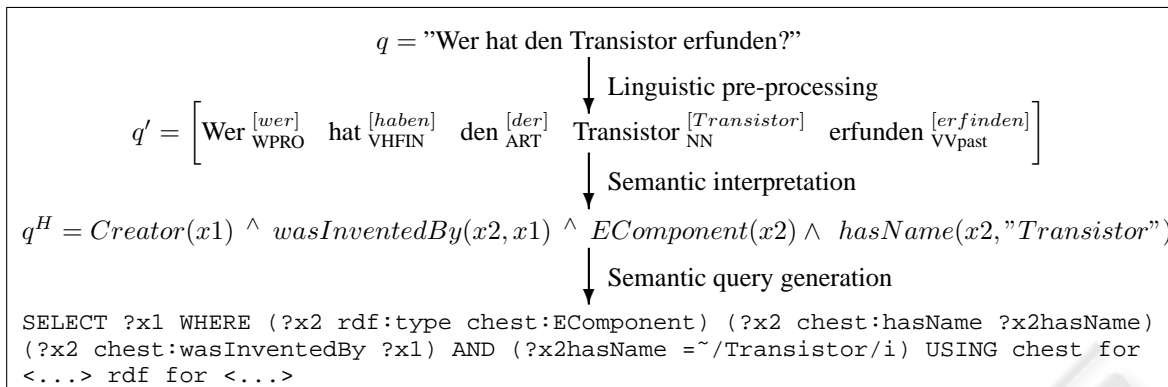 q = ”Wer hat den Transistor erfunden?”
Linguistic pre-processing
q′ = [Wer [wer] WPRO hat [haben] VHFIN den [der] ART Transistor [Transistor] NN erfunden [erfinden] VVpast]
Semantic interpretation
q^H = Creator(x1) ∧ wasInventedBy(x2, x1) ∧ EComponent(x2) ∧ hasName(x2, ”Transistor”)
Semantic query generation
SELECT ?x1 WHERE (?x2 rdf:type chest:EComponent) (?x2 chest:hasName ?x2hasName)
(?x2 chest:wasInventedBy ?x1) AND (?x2hasName =~/Transistor/i) USING chest for
<...> rdf for <...>